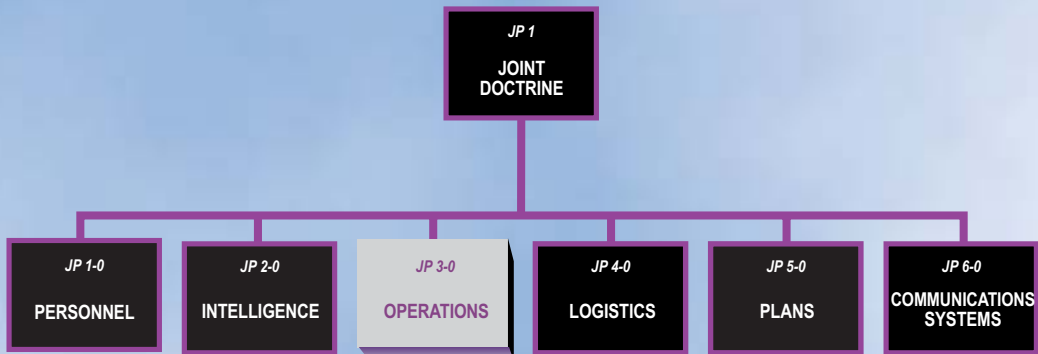 JP 1
JOINT
DOCTRINE
JP 1-0
PERSONNEL
JP 2-0
INTELLIGENCE
JP 3-0
OPERATIONS
JP 4-0
LOGISTICS
JP 5-0
PLANS
JP 6-0
COMMUNICATIONS
SYSTEMS